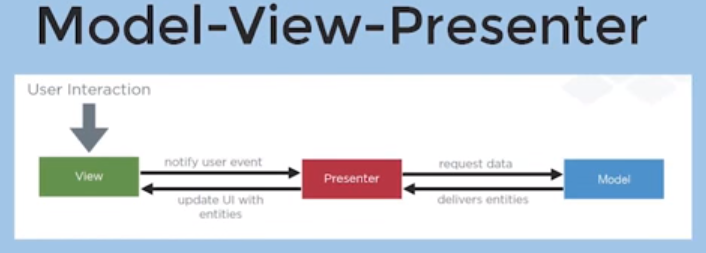 Model-View-Presenter
User Interaction
notify user event
request data
View
Presenter
Model
update UI with
entities
delivers entities